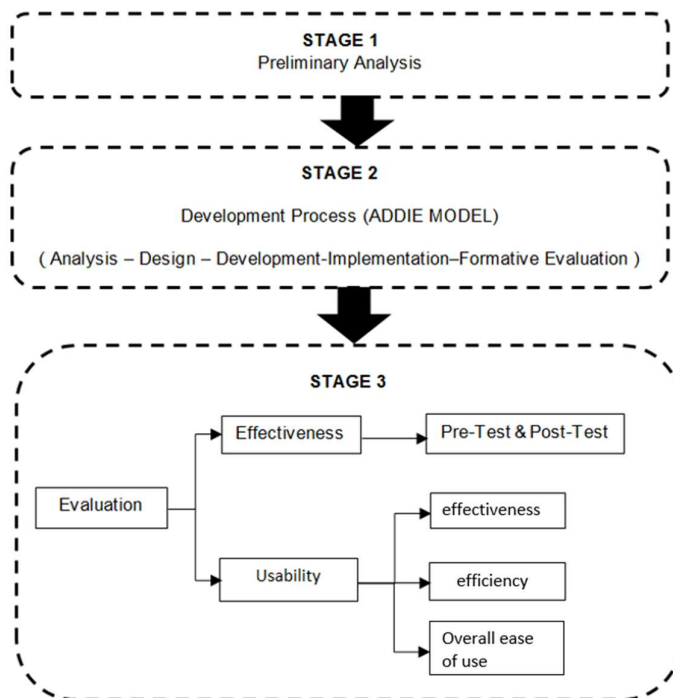 STAGE 1
Preliminary Analysis
STAGE 2
Development Process (ADDIE MODEL)
( Analysis – Design – Development-Implementation–Formative Evaluation )
STAGE 3
Effectiveness
Pre-Test & Post-Test
Evaluation
effectiveness
Usability
efficiency
Overall ease
of use